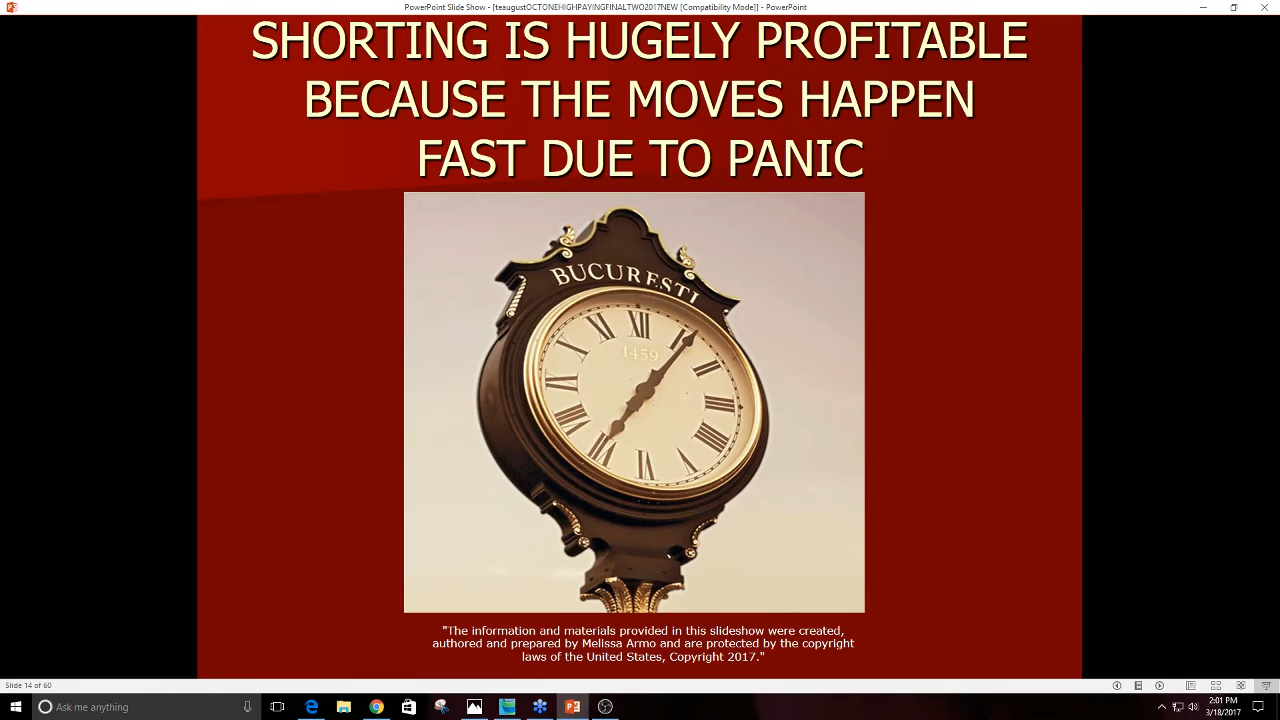 PowerPoint Slide Show - [teaugustOCTONEHIGHPAYINGFINALTWO2017NEW [Compatibility Mode]] - PowerPoint
SHORTING IS HUGELY PROFITABLE
BECAUSE THE MOVES HAPPEN
FAST DUE TO PANIC
BUCUREȘTI
XII
1459
"The information and materials provided in this slideshow were created,
authored and prepared by Melissa Armo and are protected by the copyright
laws of the United States, Copyright 2017."
Slide 14 of 60
Ask me anything
2:01 PM
3/18/2017